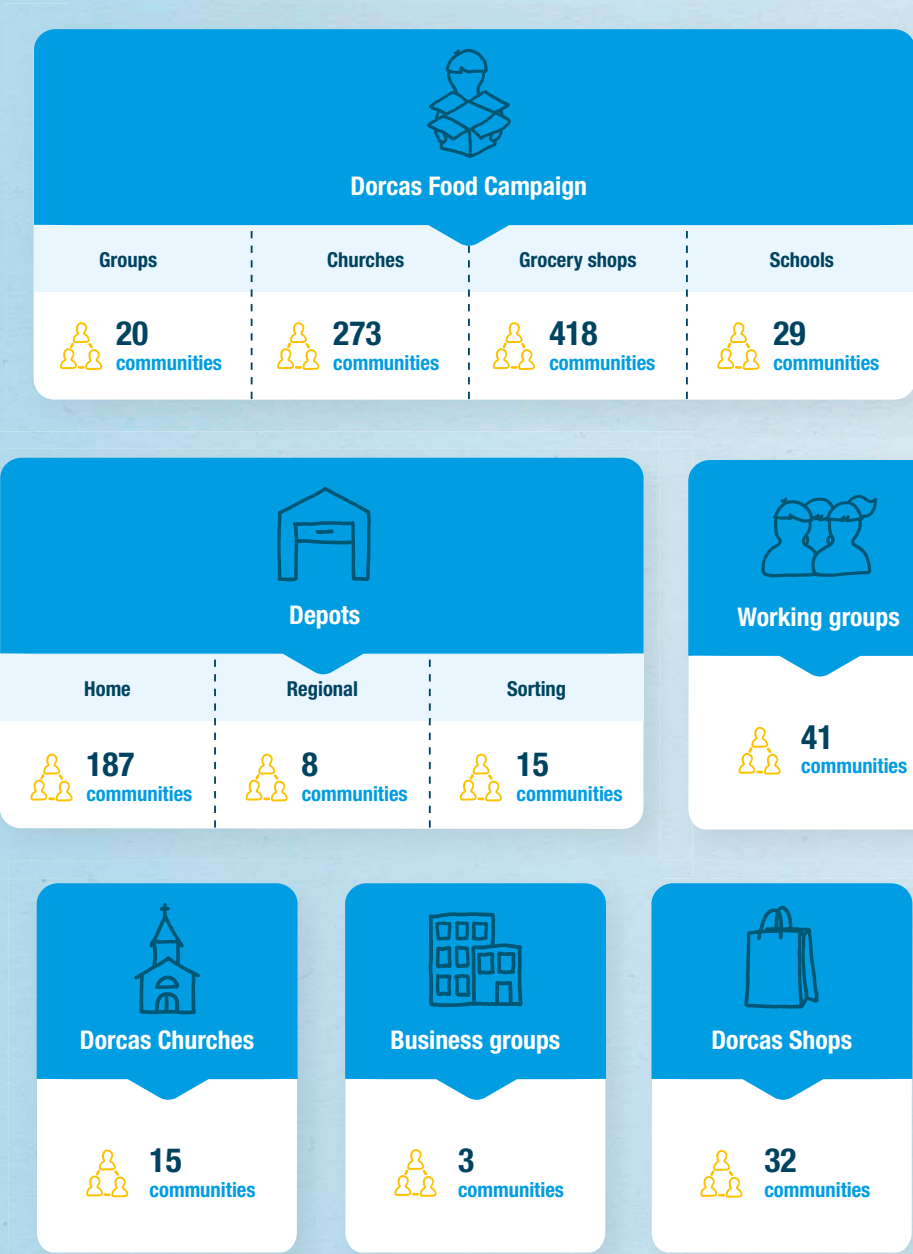 Dorcas Food Campaign
Groups
Churches
Grocery shops
Schools
20
communities
273
communities
418
communities
29
communities
Depots
Home
Regional
Sorting
187
communities
8
communities
15
communities
Working groups
41
communities
Dorcas Churches
15
communities
Business groups
3
communities
Dorcas Shops
32
communities